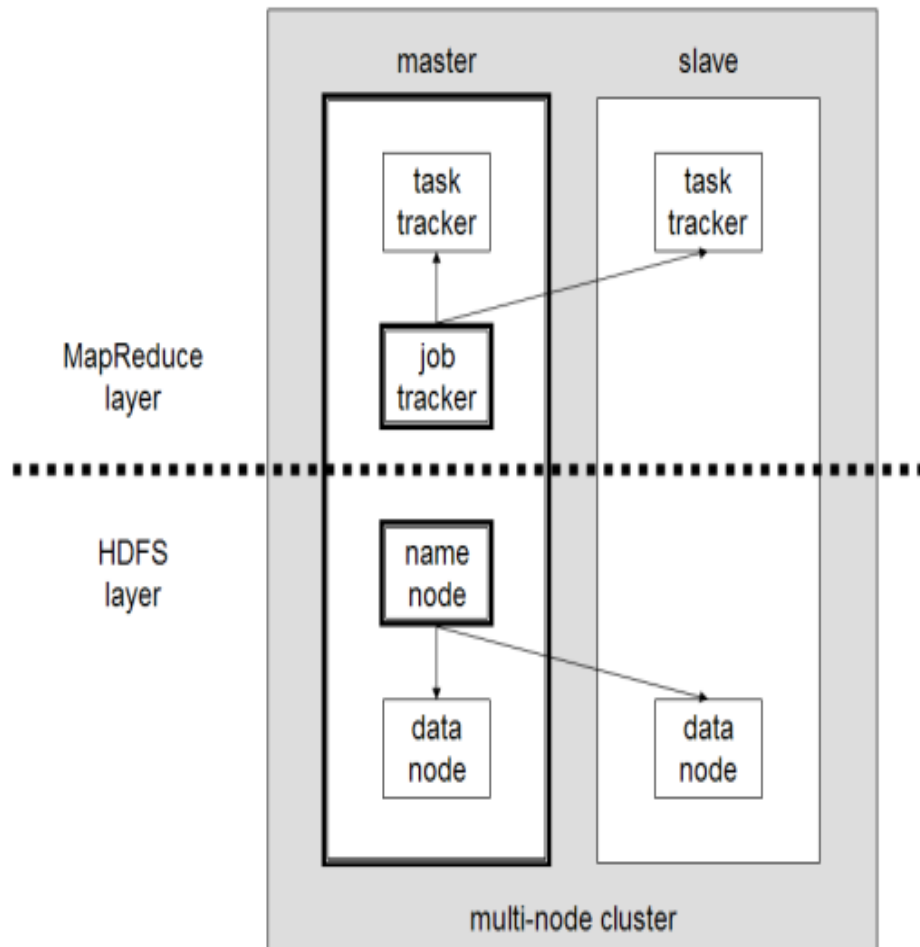 master
slave
task
tracker
task
tracker
MapReduce
layer
job
tracker
HDFS
layer
name
node
data
node
data
node
multi-node cluster